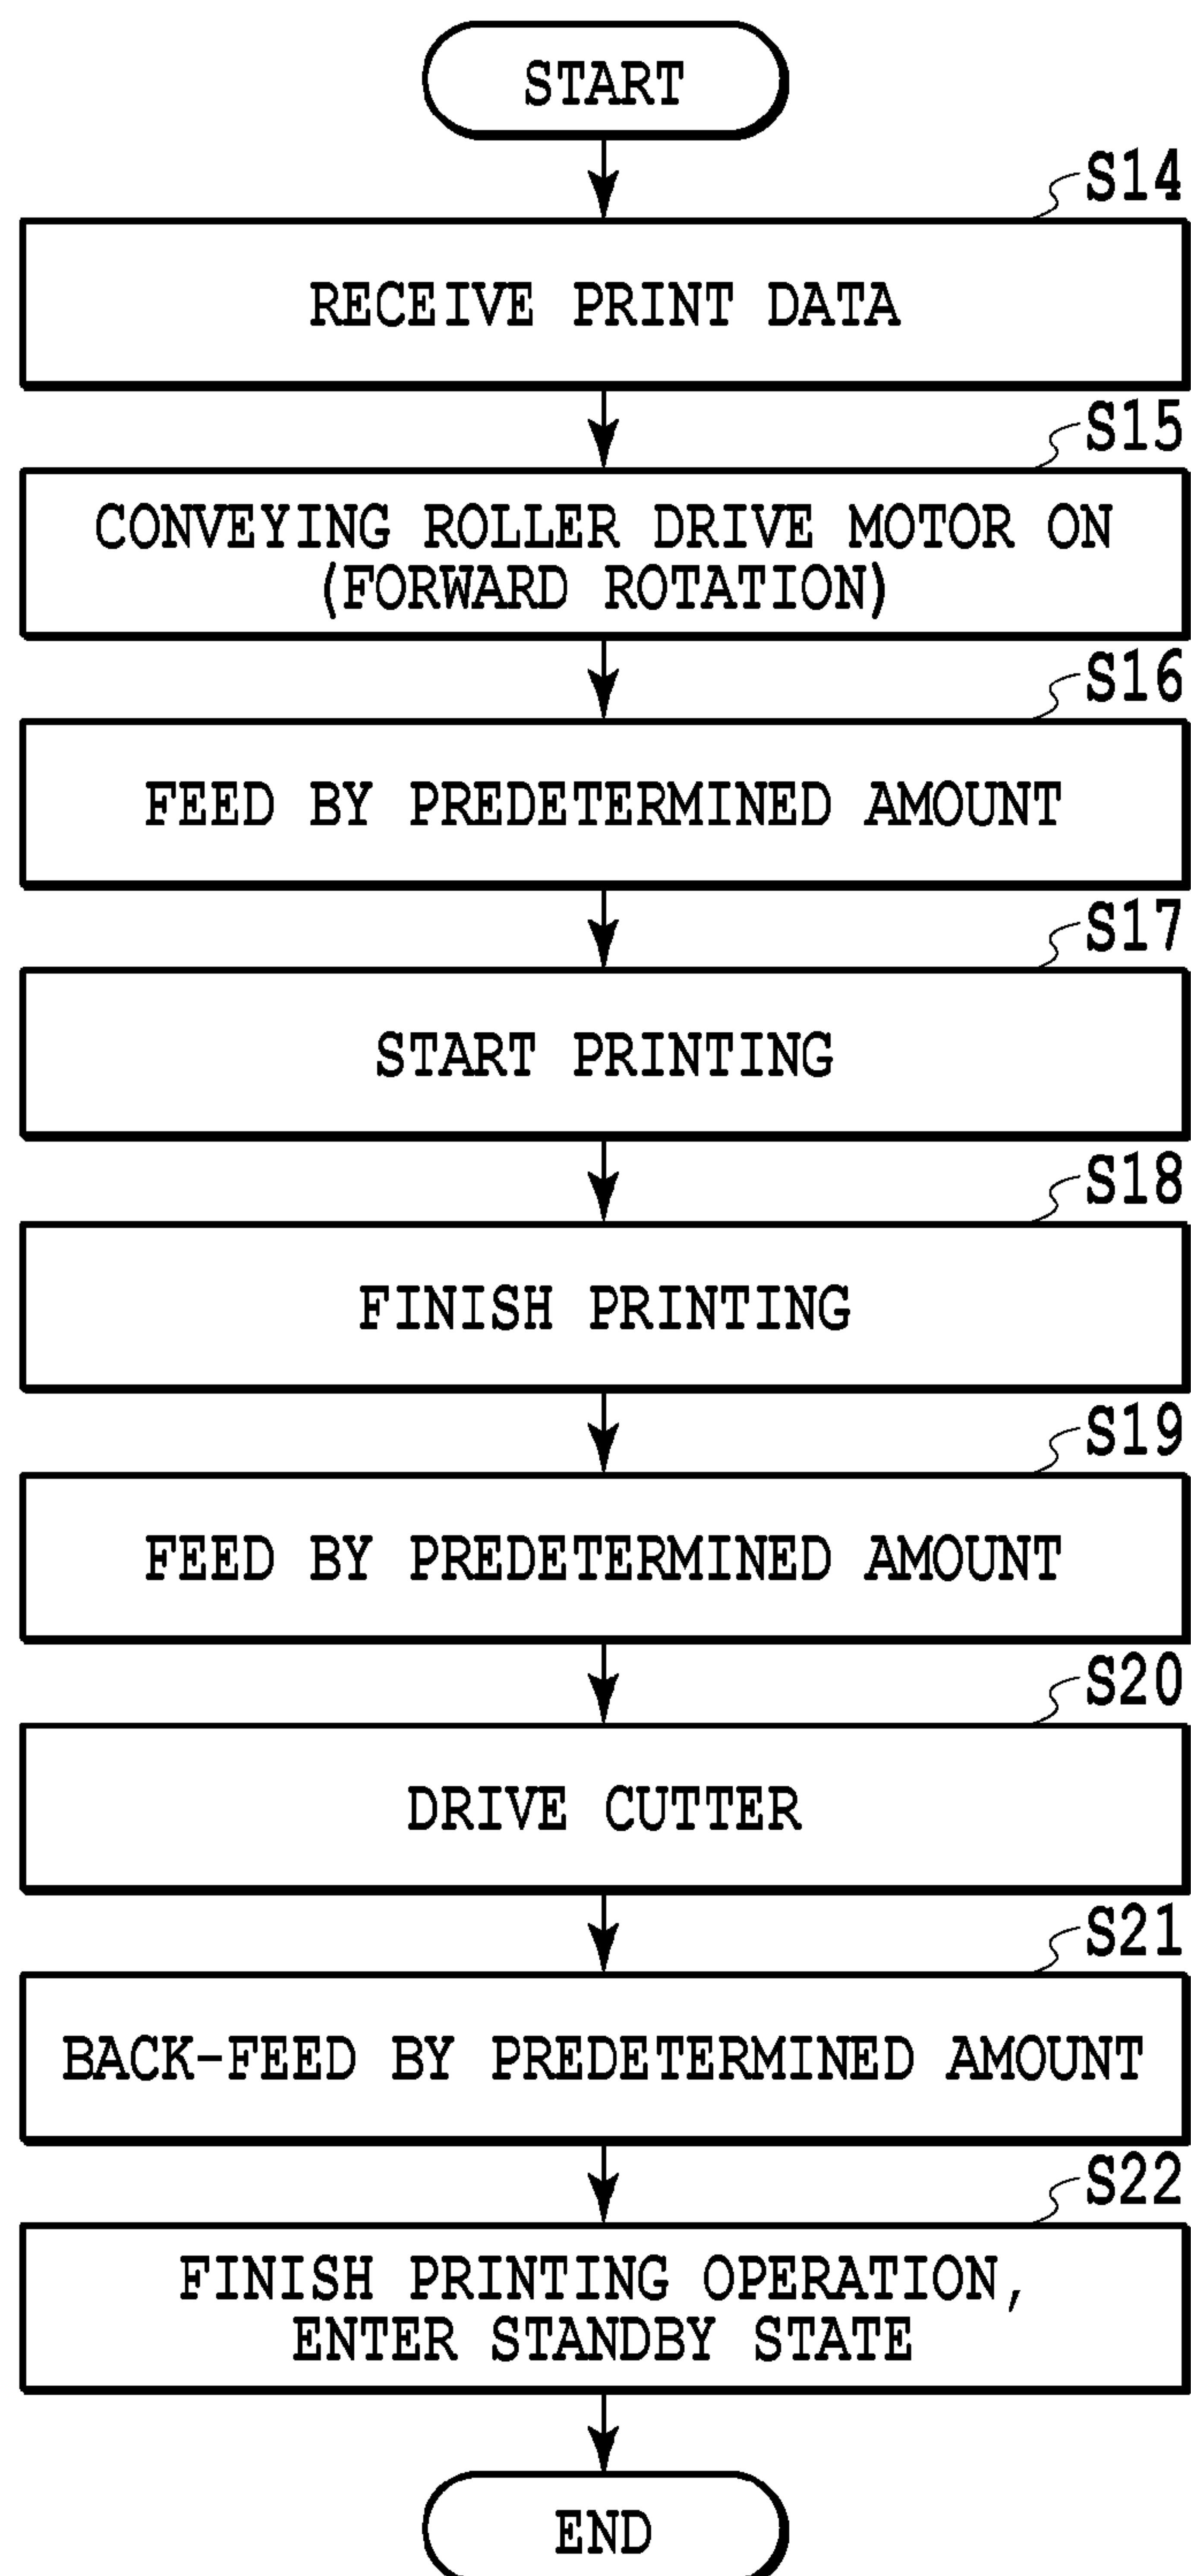 START
S14
RECEIVE PRINT DATA
S15
CONVEYING ROLLER DRIVE MOTOR ON
(FORWARD ROTATION)
S16
FEED BY PREDETERMINED AMOUNT
S17
START PRINTING
S18
FINISH PRINTING
S19
FEED BY PREDETERMINED AMOUNT
S20
DRIVE CUTTER
S21
BACK-FEED BY PREDETERMINED AMOUNT
S22
FINISH PRINTING OPERATION,
ENTER STANDBY STATE
END